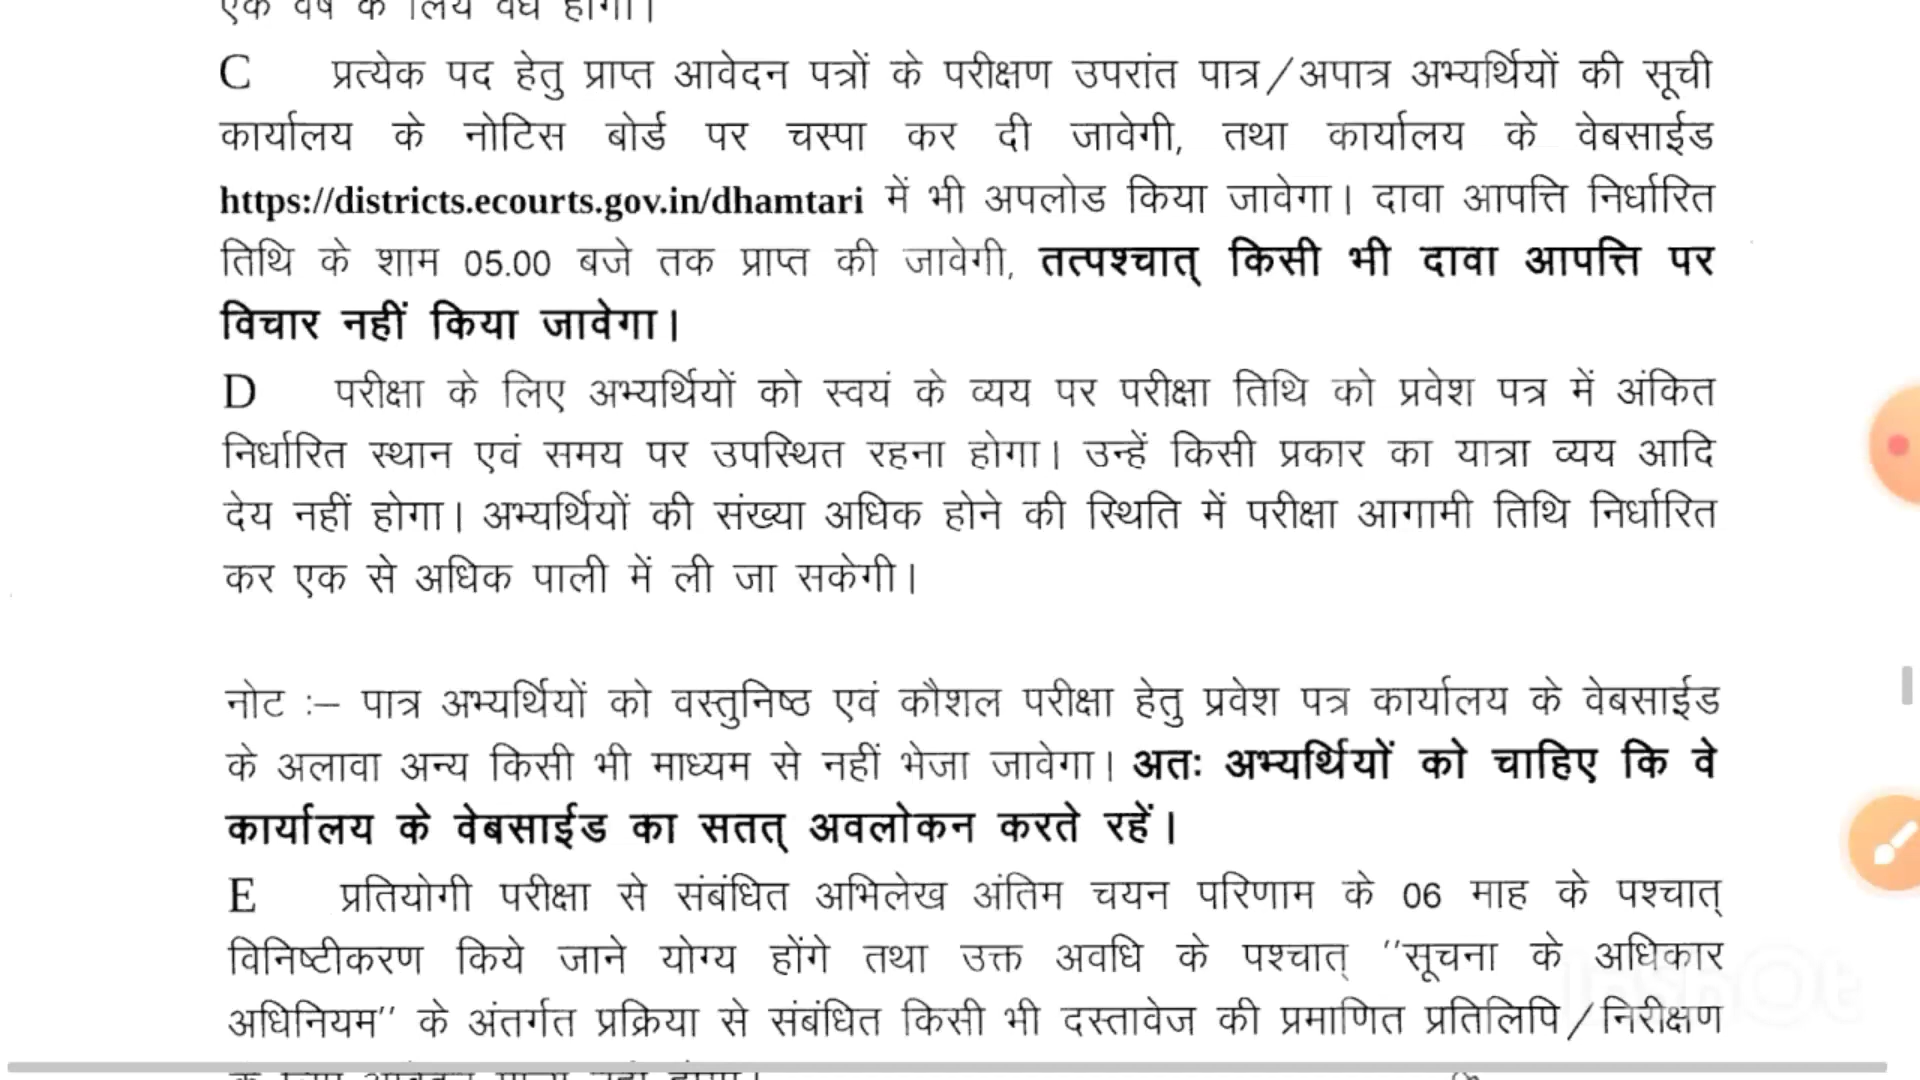 एक वर्ष के लिये वैध होगी।
C प्रत्येक पद हेतु प्राप्त आवेदन पत्रों के परीक्षण उपरांत पात्र/अपात्र अभ्यर्थियों की सूची
कार्यालय के नोटिस बोर्ड पर चस्पा कर दी जावेगी, तथा कार्यालय के वेबसाईड
https://districts.ecourts.gov.in/dhamtari में भी अपलोड किया जावेगा। दावा आपत्ति निर्धारित
तिथि के शाम 05.00 बजे तक प्राप्त की जावेगी, तत्पश्चात् किसी भी दावा आपत्ति पर
विचार नहीं किया जावेगा।
D परीक्षा के लिए अभ्यर्थियों को स्वयं के व्यय पर परीक्षा तिथि को प्रवेश पत्र में अंकित
निर्धारित स्थान एवं समय पर उपस्थित रहना होगा। उन्हें किसी प्रकार का यात्रा व्यय आदि
देय नहीं होगा। अभ्यर्थियों की संख्या अधिक होने की स्थिति में परीक्षा आगामी तिथि निर्धारित
कर एक से अधिक पाली में ली जा सकेगी।
नोट :– पात्र अभ्यर्थियों को वस्तुनिष्ठ एवं कौशल परीक्षा हेतु प्रवेश पत्र कार्यालय के वेबसाईड
के अलावा अन्य किसी भी माध्यम से नहीं भेजा जावेगा। अतः अभ्यर्थियों को चाहिए कि वे
कार्यालय के वेबसाईड का सतत् अवलोकन करते रहें।
E प्रतियोगी परीक्षा से संबंधित अभिलेख अंतिम चयन परिणाम के 06 माह के पश्चात्
विनिष्टीकरण किये जाने योग्य होंगे तथा उक्त अवधि के पश्चात् ''सूचना के अधिकार
अधिनियम'' के अंतर्गत प्रक्रिया से संबंधित किसी भी दस्तावेज की प्रमाणित प्रतिलिपि/निरीक्षण
InShOt